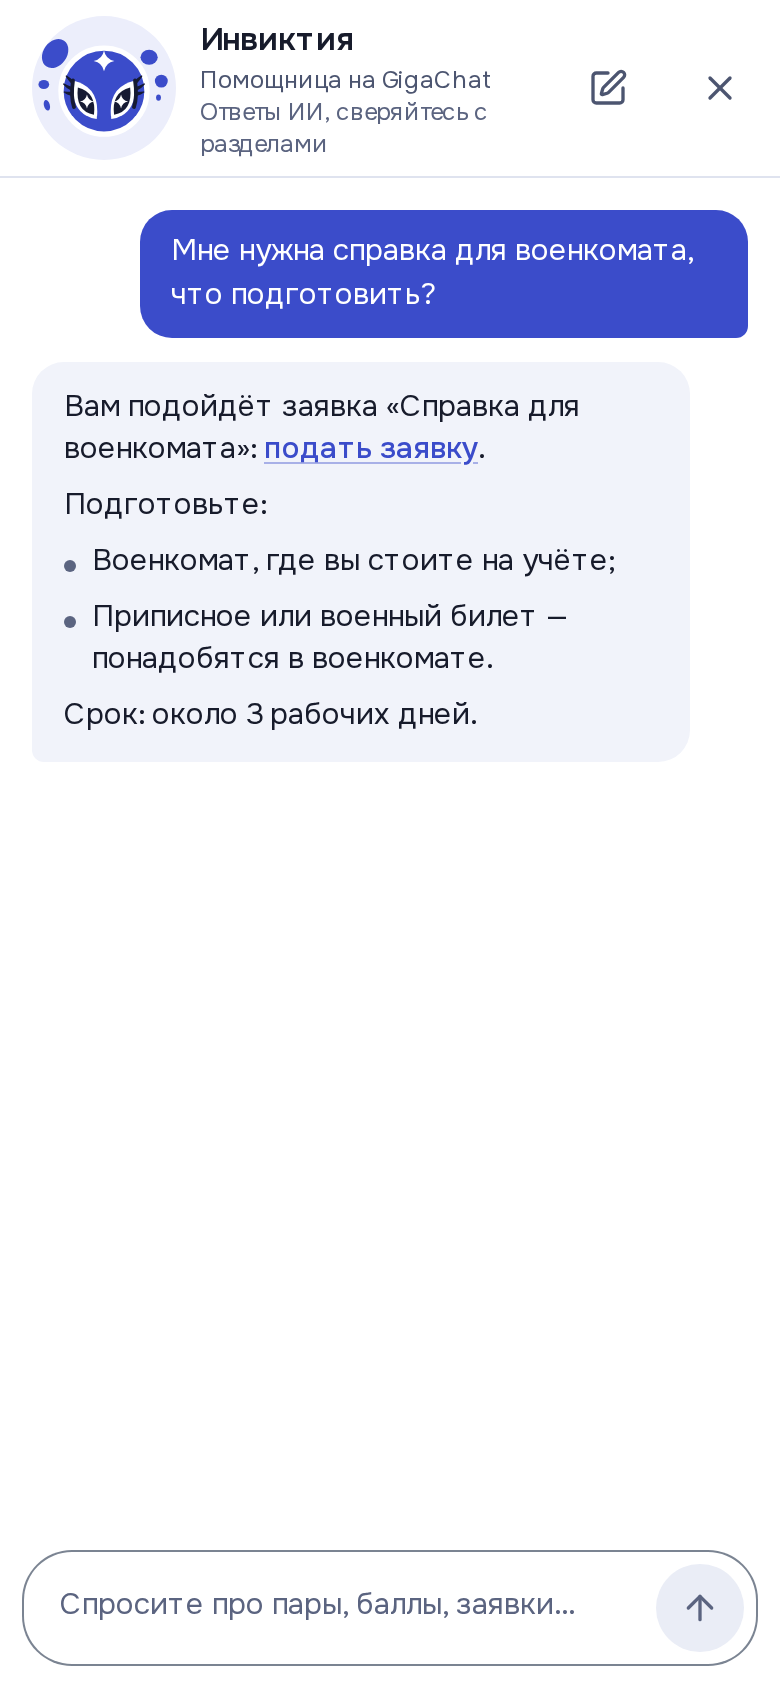 Инвиктия
Помощница на GigaChat
Ответы ИИ, сверяйтесь с
разделами
Мне нужна справка для военкомата,
что подготовить?
Вам подойдёт заявка «Справка для
военкомата»: подать заявку.
Подготовьте:
• Военкомат, где вы стоите на учёте;
• Приписное или военный билет —
понадобятся в военкомате.
Срок: около 3 рабочих дней.
Спросите про пары, баллы, заявки...